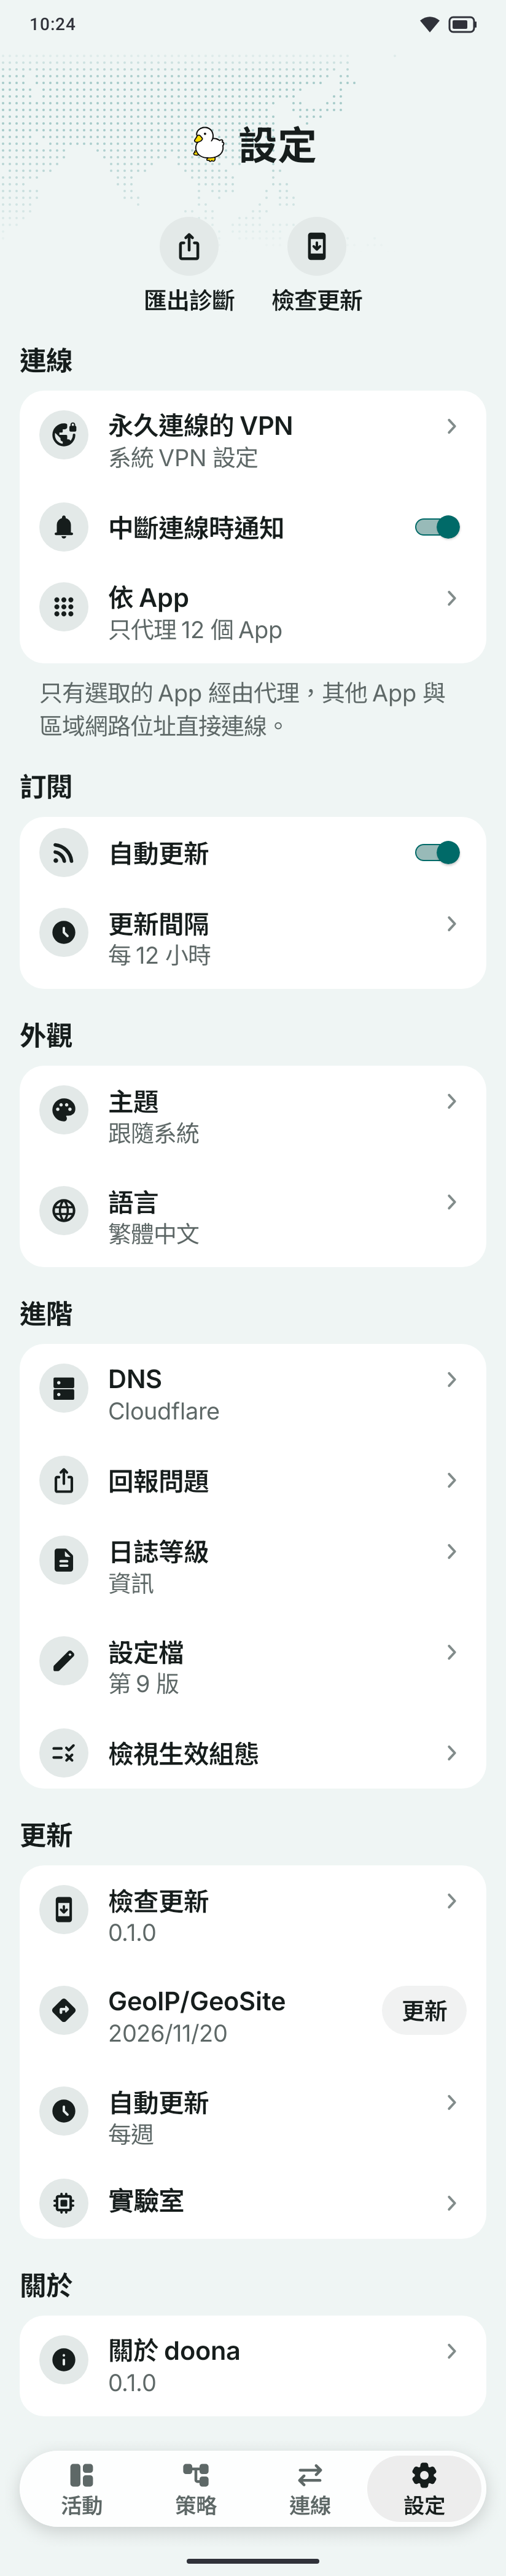 10:24
設定
匯出診斷
檢查更新
連線
永久連線的 VPN
系統 VPN 設定
中斷連線時通知
依 App
只代理 12 個 App
只有選取的 App 經由代理，其他 App 與
區域網路位址直接連線。
訂閱
自動更新
更新間隔
每 12 小時
外觀
主題
跟隨系統
語言
繁體中文
進階
DNS
Cloudflare
回報問題
日誌等級
資訊
設定檔
第 9 版
檢視生效組態
更新
檢查更新
0.1.0
GeoIP/GeoSite
2026/11/20
更新
自動更新
每週
實驗室
關於
關於 doona
0.1.0
活動
策略
連線
設定